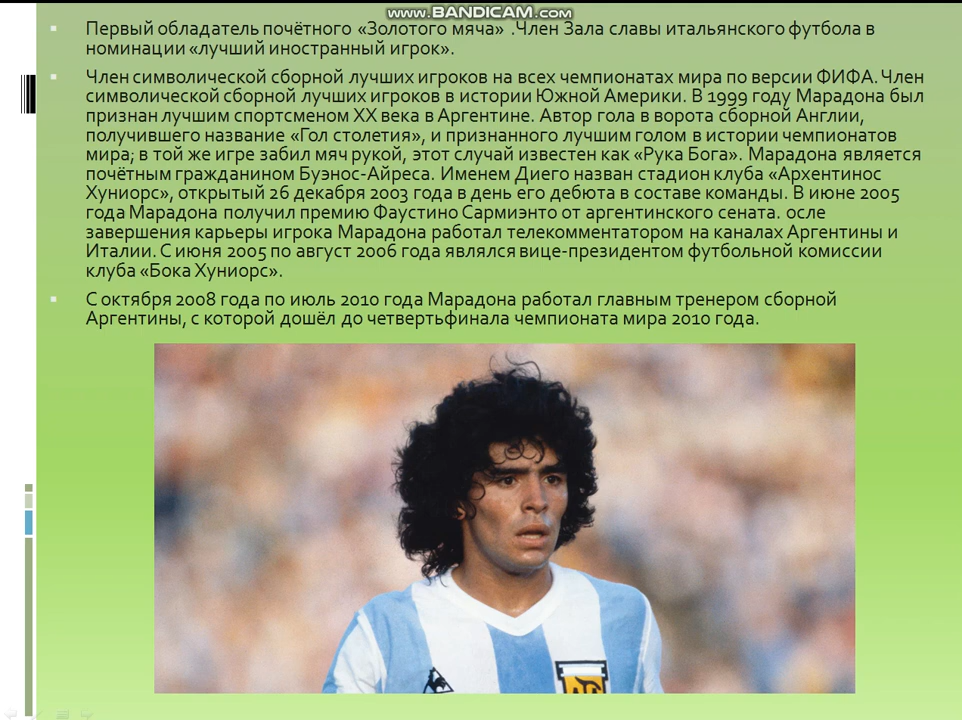 www.BANDICAM.com
Первый обладатель почётного «Золотого мяча» .Член Зала славы итальянского футбола в
номинации «лучший иностранный игрок».
Член символической сборной лучших игроков на всех чемпионатах мира по версии ФИФА. Член
символической сборной лучших игроков в истории Южной Америки. В 1999 году Марадона был
признан лучшим спортсменом XX века в Аргентине. Автор гола в ворота сборной Англии,
получившего название «Гол столетия», и признанного лучшим голом в истории чемпионатов
мира; в той же игре забил мяч рукой, этот случай известен как «Рука Бога». Марадона является
почётным гражданином Буэнос-Айреса. Именем Диего назван стадион клуба «Архентинос
Хуниорс», открытый 26 декабря 2003 года в день его дебюта в составе команды. В июне 2005
года Марадона получил премию Фаустино Сармиэнто от аргентинского сената. осле
завершения карьеры игрока Марадона работал телекомментатором на каналах Аргентины и
Италии. С июня 2005 по август 2006 года являлся вице-президентом футбольной комиссии
клуба «Бока Хуниорс».
С октября 2008 года по июль 2010 года Марадона работал главным тренером сборной
Аргентины, с которой дошёл до четвертьфинала чемпионата мира 2010 года.